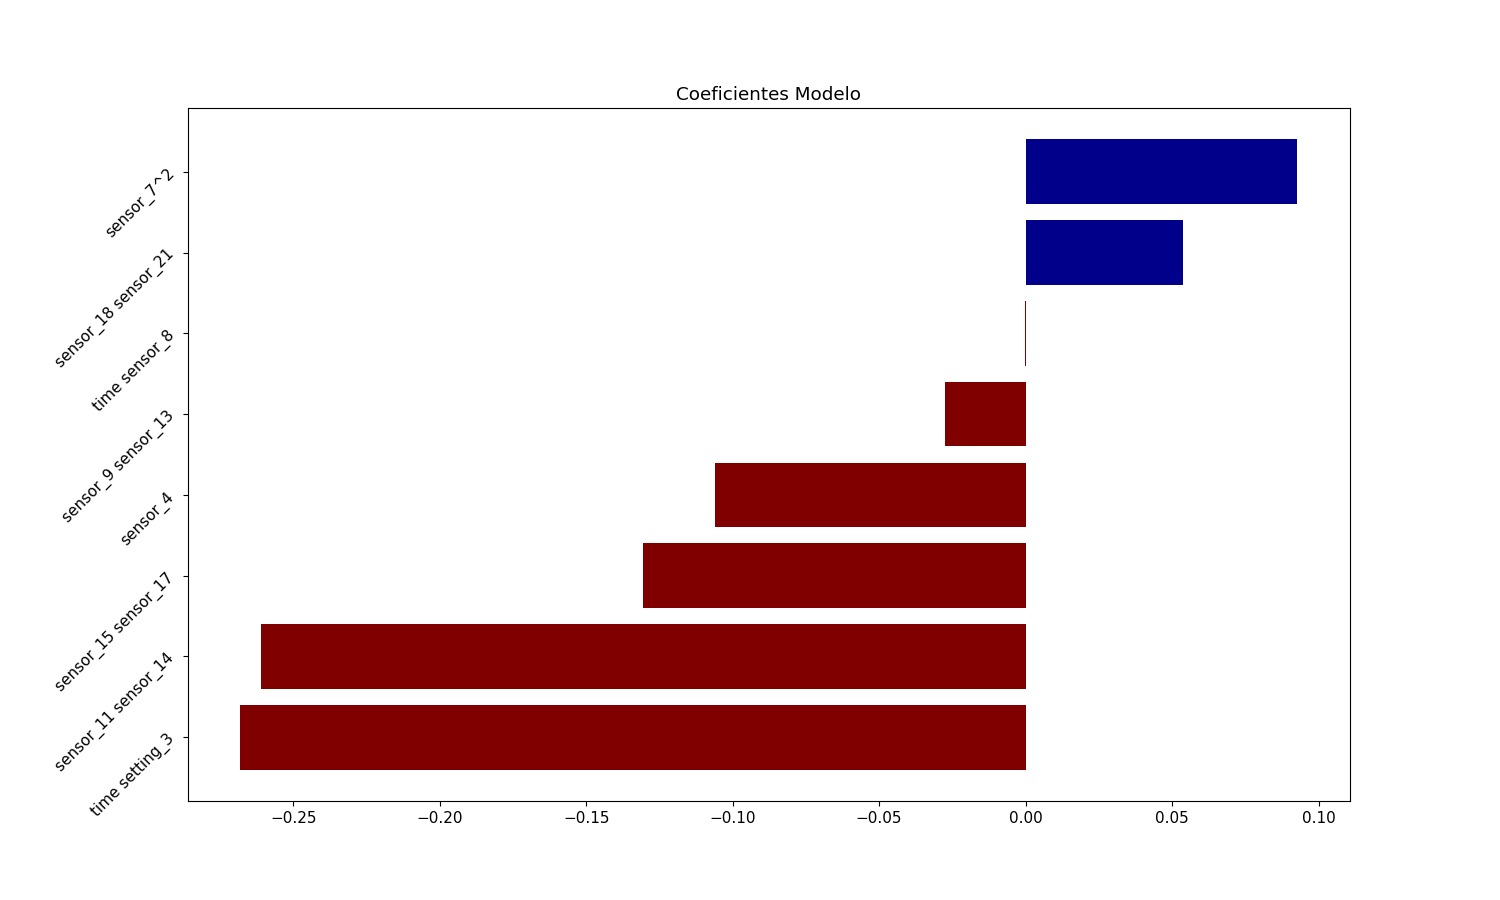 Coeficientes Modelo
sensor_7^2
sensor_18 sensor_21
time sensor_8
sensor_9 sensor_13
sensor_4
sensor_15 sensor_17
sensor_11 sensor_14
time setting_3
−0.25 −0.20 −0.15 −0.10 −0.05 0.00 0.05 0.10